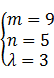 m = 9
n = 5
λ = 3